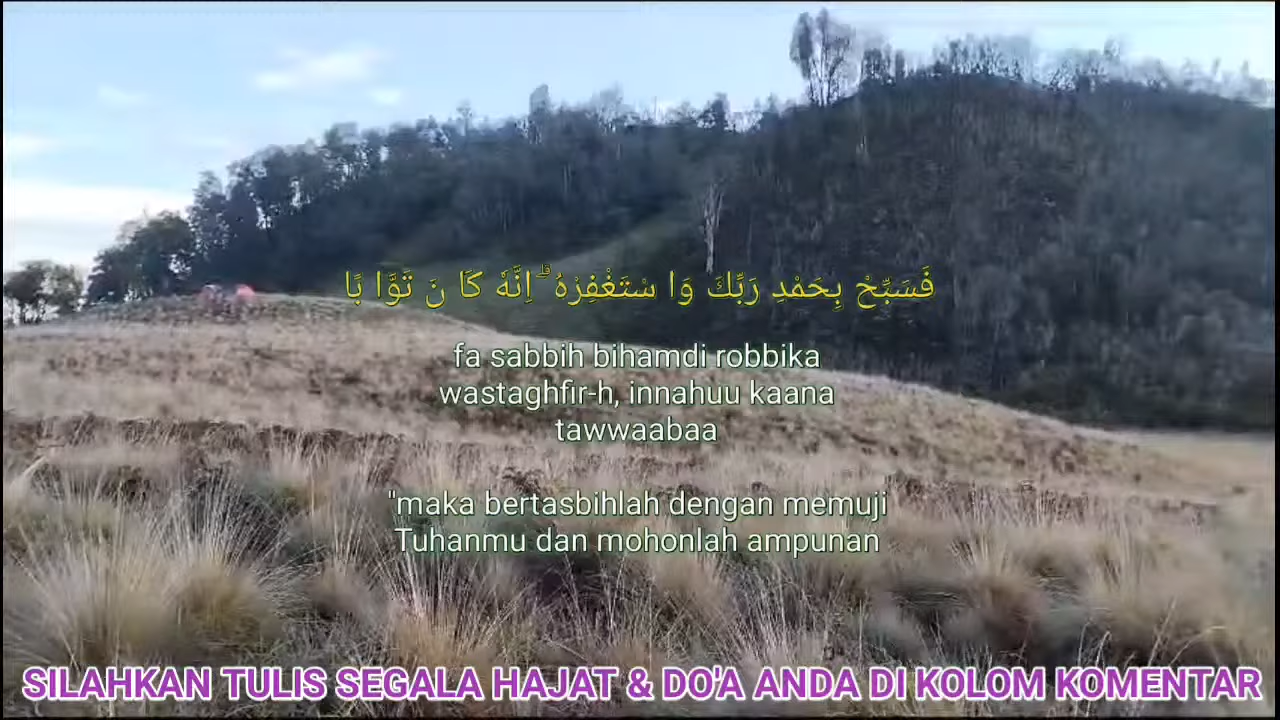 فَسَبِّحْ بِحَمْدِ رَبِّكَ وَا سْتَغْفِرْهُ ۗ اِنَّهٗ كَا نَ تَوَّا بًا
fa sabbih bihamdi robbika
wastaghfir-h, innahuu kaana
tawwaabaa
"maka bertasbihlah dengan memuji
Tuhanmu dan mohonlah ampunan
SILAHKAN TULIS SEGALA HAJAT & DO'A ANDA DI KOLOM KOMENTAR